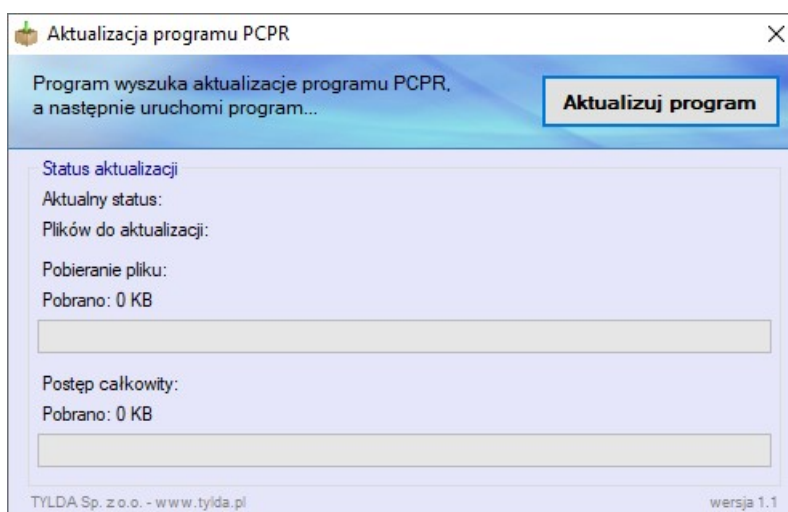 Aktualizacja programu PCPR
Program wyszuka aktualizacje programu PCPR,
a następnie uruchomi program...
Aktualizuj program
Status aktualizacji
Aktualny status:
Plików do aktualizacji:
Pobieranie pliku:
Pobrano: 0 KB
Postęp całkowity:
Pobrano: 0 KB
TYLDA Sp. z o.o. - www.tylda.pl
wersja 1.1